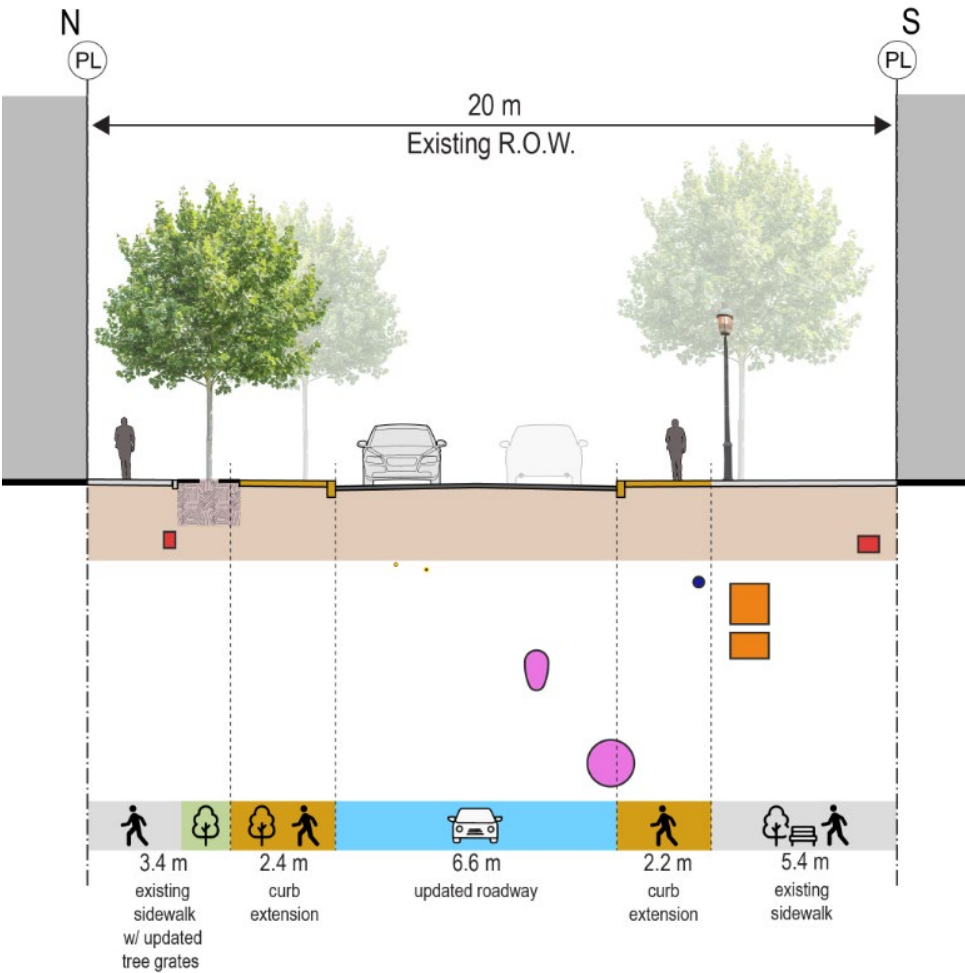 N
S
PL
PL
20 m
Existing R.O.W.
3.4 m
existing
sidewalk
w/ updated
tree grates
2.4 m
curb
extension
6.6 m
updated roadway
2.2 m
curb
extension
5.4 m
existing
sidewalk